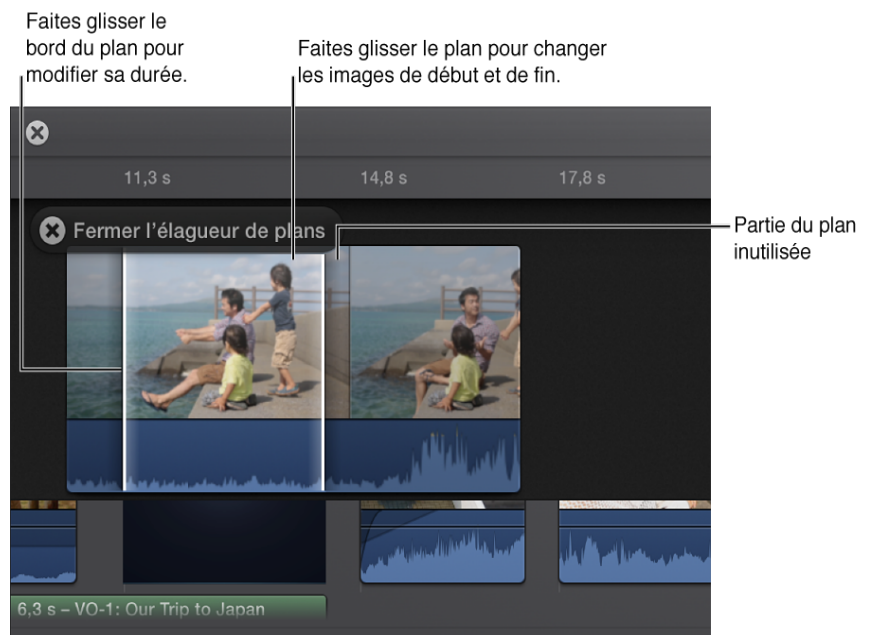 Faites glisser le
bord du plan pour
modifier sa durée.
Faites glisser le plan pour changer
les images de début et de fin.
11,3 s
14,8 s
17,8 s
Fermer l’élagueur de plans
Partie du plan
inutilisée
6,3 s – VO-1: Our Trip to Japan